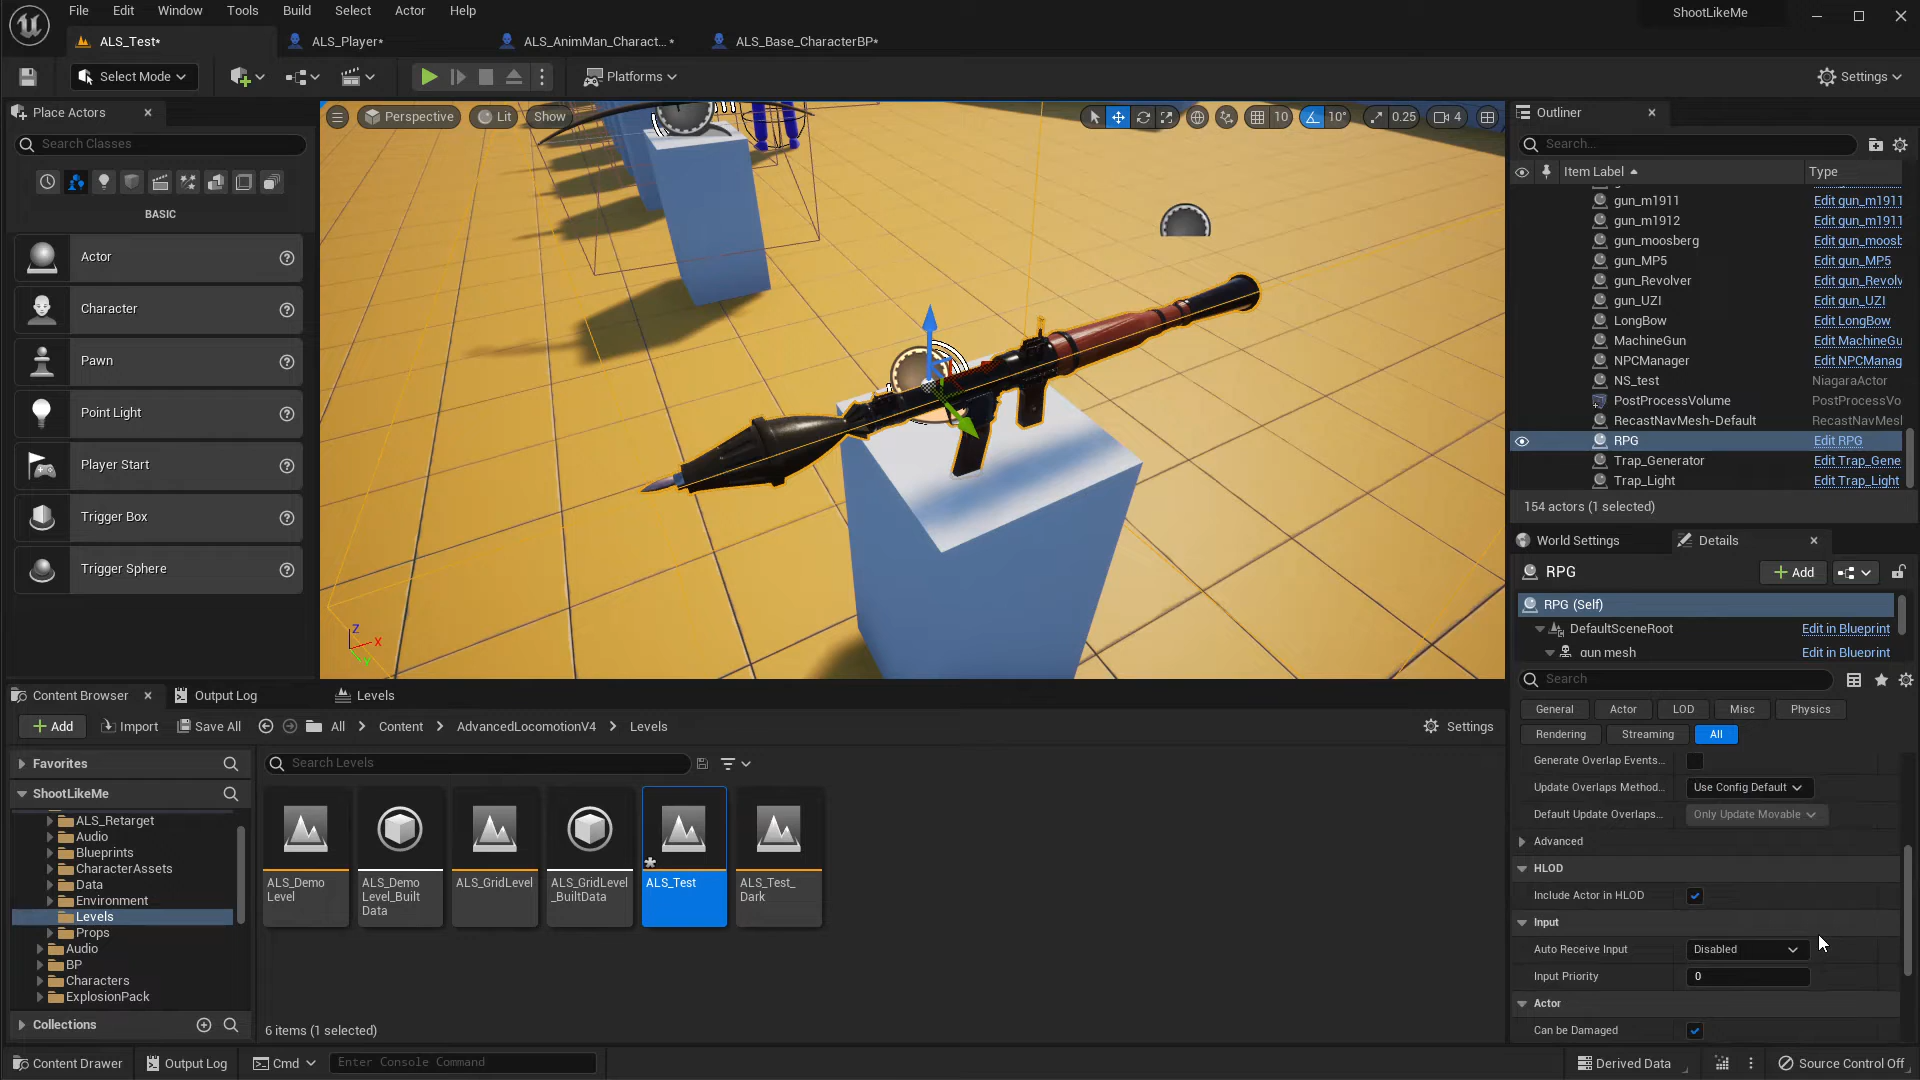 File Edit Window Tools Build Select Actor Help
ShootLikeMe
ALS_Test*
ALS_Player*
ALS_AnimMan_Charact...*
ALS_Base_CharacterBP*
Select Mode
Platforms
Settings
Place Actors
Search Classes
BASIC
Actor
Character
Pawn
Point Light
Player Start
Trigger Box
Trigger Sphere
Perspective
Lit
Show
10
10°
0.25
4
Z
X
Outliner
Search...
Item Label
Type
gun_m1911 Edit gun_m1911
gun_m1912 Edit gun_m1911
gun_moosberg Edit gun_moosb
gun_MP5 Edit gun_MP5
gun_Revolver Edit gun_Revolv
gun_UZI Edit gun_UZI
LongBow Edit LongBow
MachineGun Edit MachineGu
NPCManager Edit NPCManag
NS_test NiagaraActor
PostProcessVolume PostProcessVo
RecastNavMesh-Default RecastNavMesl
RPG Edit RPG
Trap_Generator Edit Trap_Gene
Trap_Light Edit Trap_Light
154 actors (1 selected)
World Settings
Details
RPG
Add
RPG (Self)
DefaultSceneRoot Edit in Blueprint
gun mesh Edit in Blueprint
Search
General Actor LOD Misc Physics
Rendering Streaming All
Generate Overlap Events...
Update Overlaps Method... Use Config Default
Default Update Overlaps... Only Update Movable
Advanced
HLOD
Include Actor in HLOD
Input
Auto Receive Input Disabled
Input Priority 0
Actor
Can be Damaged
Content Browser
Output Log
Levels
Add
Import
Save All
All
Content
AdvancedLocomotionV4
Levels
Settings
Favorites
Search Levels
ShootLikeMe
ALS_Retarget
Audio
Blueprints
CharacterAssets
Data
Environment
Levels
Props
Audio
BP
Characters
ExplosionPack
Collections
ALS_Demo
Level
ALS_Demo
Level_Built
Data
ALS_GridLevel
ALS_GridLevel
_BuiltData
ALS_Test
ALS_Test_
Dark
6 items (1 selected)
Content Drawer
Output Log
Cmd
Enter Console Command
Derived Data
Source Control Off